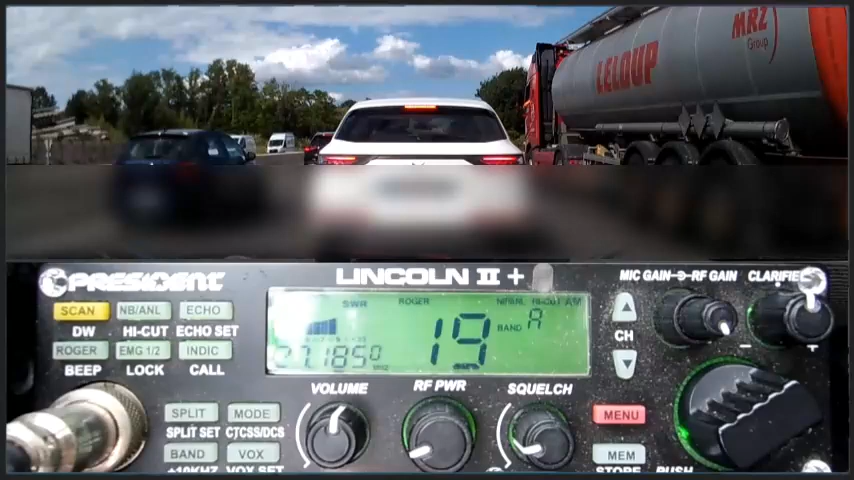 LELOUP
MRZ
Group
PRESIDENT
LINCOLN II +
MIC GAIN RF GAIN
CLARIFIE
SCAN
NB/ANL
ECHO
DW
HI-CUT
ECHO SET
ROGER
EMG 1/2
INDIC
BEEP
LOCK
CALL
SWR
ROGER
NB/ANL HI-CUT AM
19
BAND A
27.1850
MHz
CH
- +
VOLUME
RF PWR
SQUELCH
SPLIT
MODE
SPLIT SET
CTCSS/DCS
BAND
VOX
+10KHZ
VOX SET
MENU
MEM
STORE
PUSH